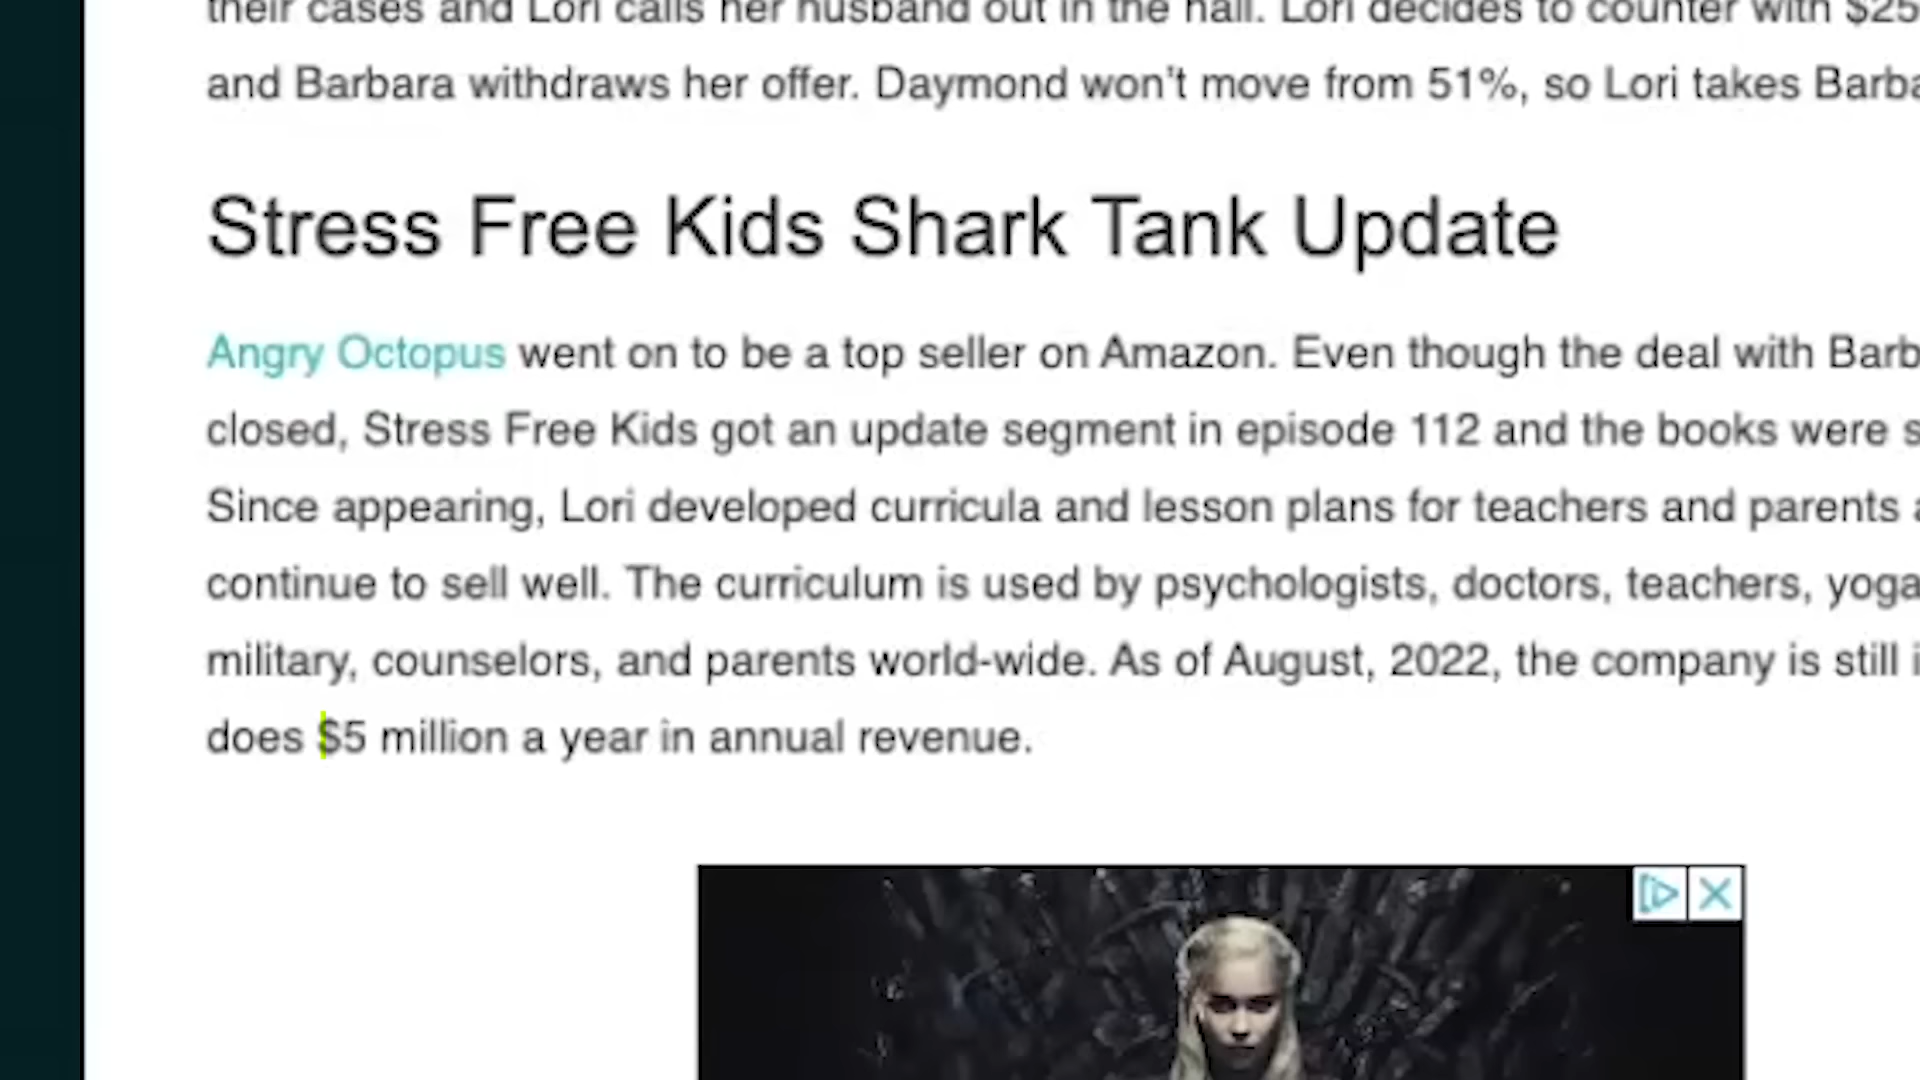 their cases and Lori calls her husband out in the hall. Lori decides to counter with $25
and Barbara withdraws her offer. Daymond won't move from 51%, so Lori takes
Stress Free Kids Shark Tank Update
Angry Octopus went on to be a top seller on Amazon. Even though the deal with
closed, Stress Free Kids got an update segment in episode 112 and the books were
Since appearing, Lori developed curricula and lesson plans for teachers and parents
continue to sell well. The curriculum is used by psychologists, doctors, teachers, yoga
military, counselors, and parents world-wide. As of August, 2022, the company is still
does $5 million a year in annual revenue.